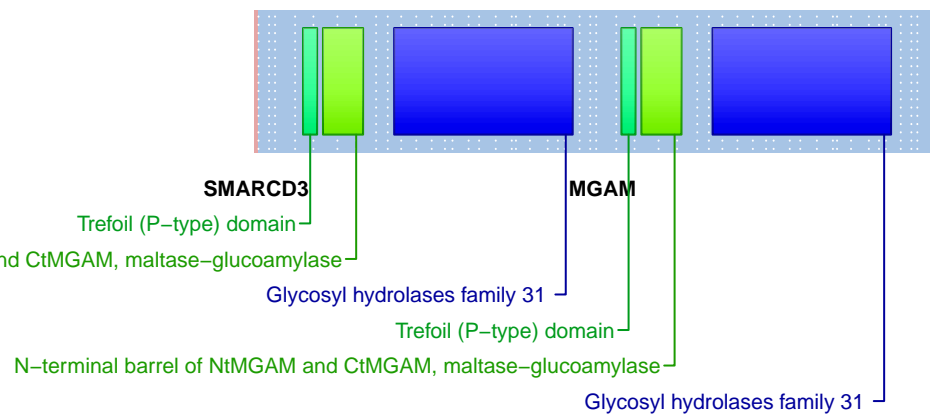 SMARCD3 MGAM
Trefoil (P−type) domain
nd CtMGAM, maltase−glucoamylase
Glycosyl hydrolases family 31
Trefoil (P−type) domain
N−terminal barrel of NtMGAM and CtMGAM, maltase−glucoamylase
Glycosyl hydrolases family 31